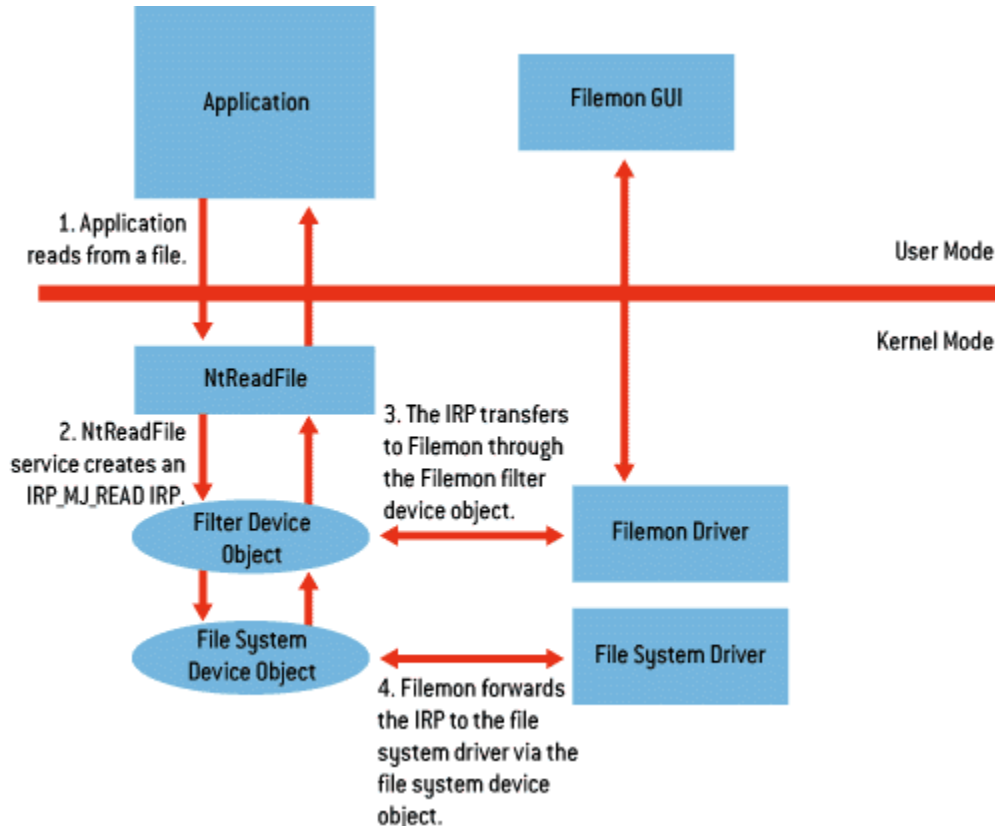 Application
Filemon GUI
1. Application
reads from a file.
User Mode
Kernel Mode
NtReadFile
2. NtReadFile
service creates an
IRP_MJ_READ IRP.
3. The IRP transfers
to Filemon through
the Filemon filter
device object.
Filter Device
Object
Filemon Driver
File System
Device Object
File System Driver
4. Filemon forwards
the IRP to the file
system driver via the
file system device
object.